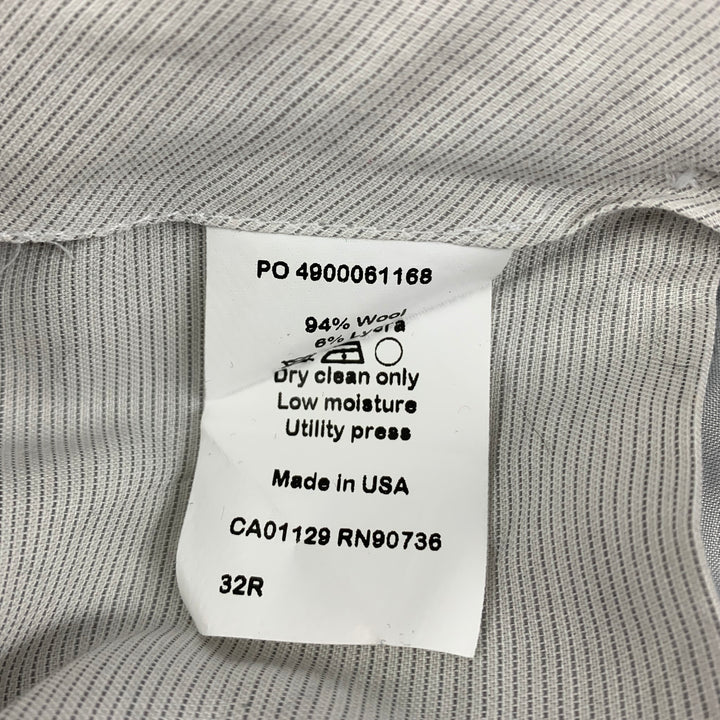 PO 4900061168
94% Wool
6% Lycra
Dry clean only
Low moisture
Utility press
Made in USA
CA01129 RN90736
32R